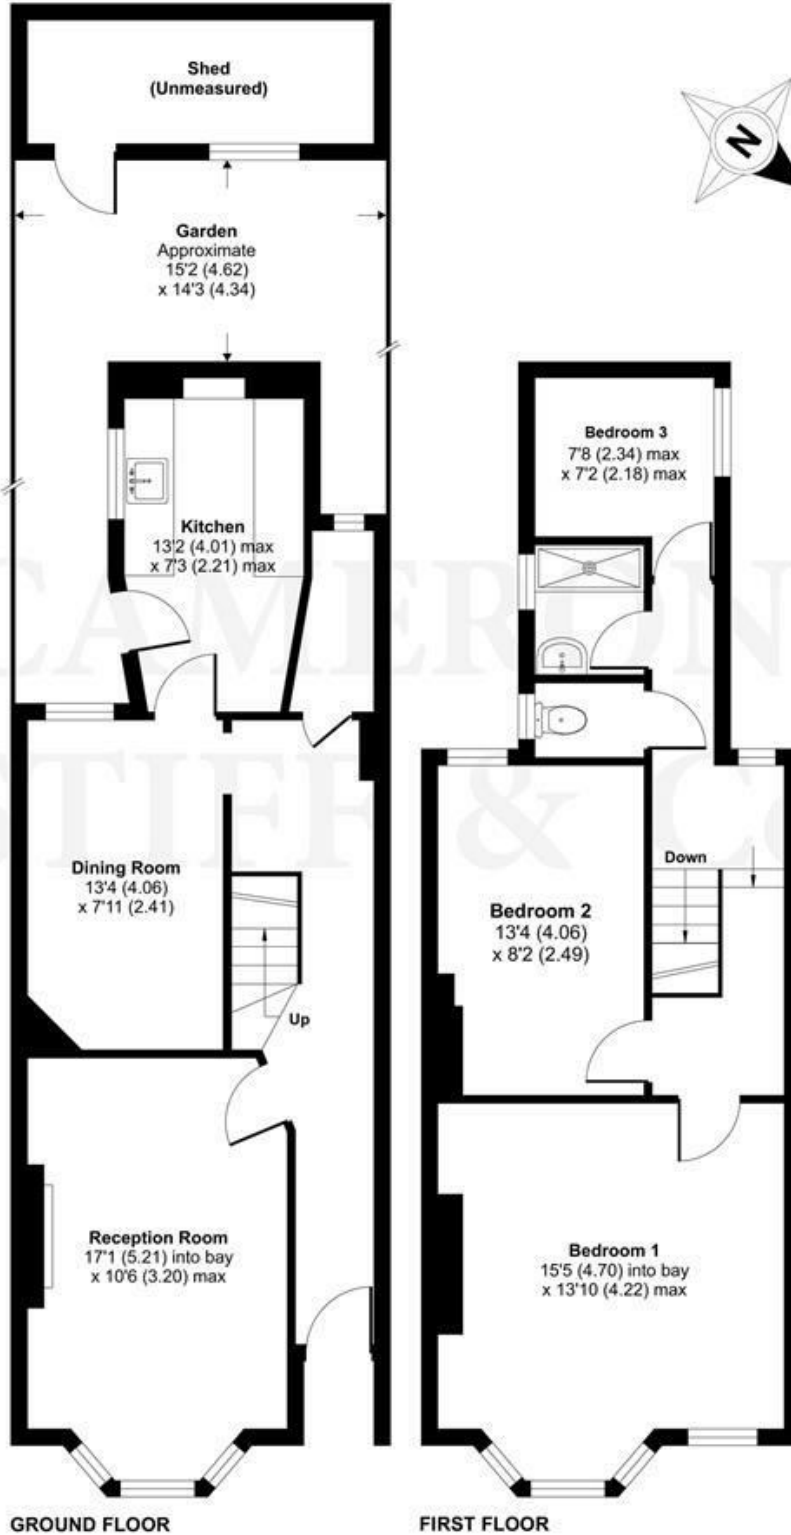 Shed
(Unmeasured)
N
Garden
Approximate
15'2 (4.62)
x 14'3 (4.34)
Kitchen
13'2 (4.01) max
x 7'3 (2.21) max
Dining Room
13'4 (4.06)
x 7'11 (2.41)
Up
Reception Room
17'1 (5.21) into bay
x 10'6 (3.20) max
GROUND FLOOR
Bedroom 3
7'8 (2.34) max
x 7'2 (2.18) max
Down
Bedroom 2
13'4 (4.06)
x 8'2 (2.49)
Bedroom 1
15'5 (4.70) into bay
x 13'10 (4.22) max
FIRST FLOOR
CAMERON
STIFF & Co